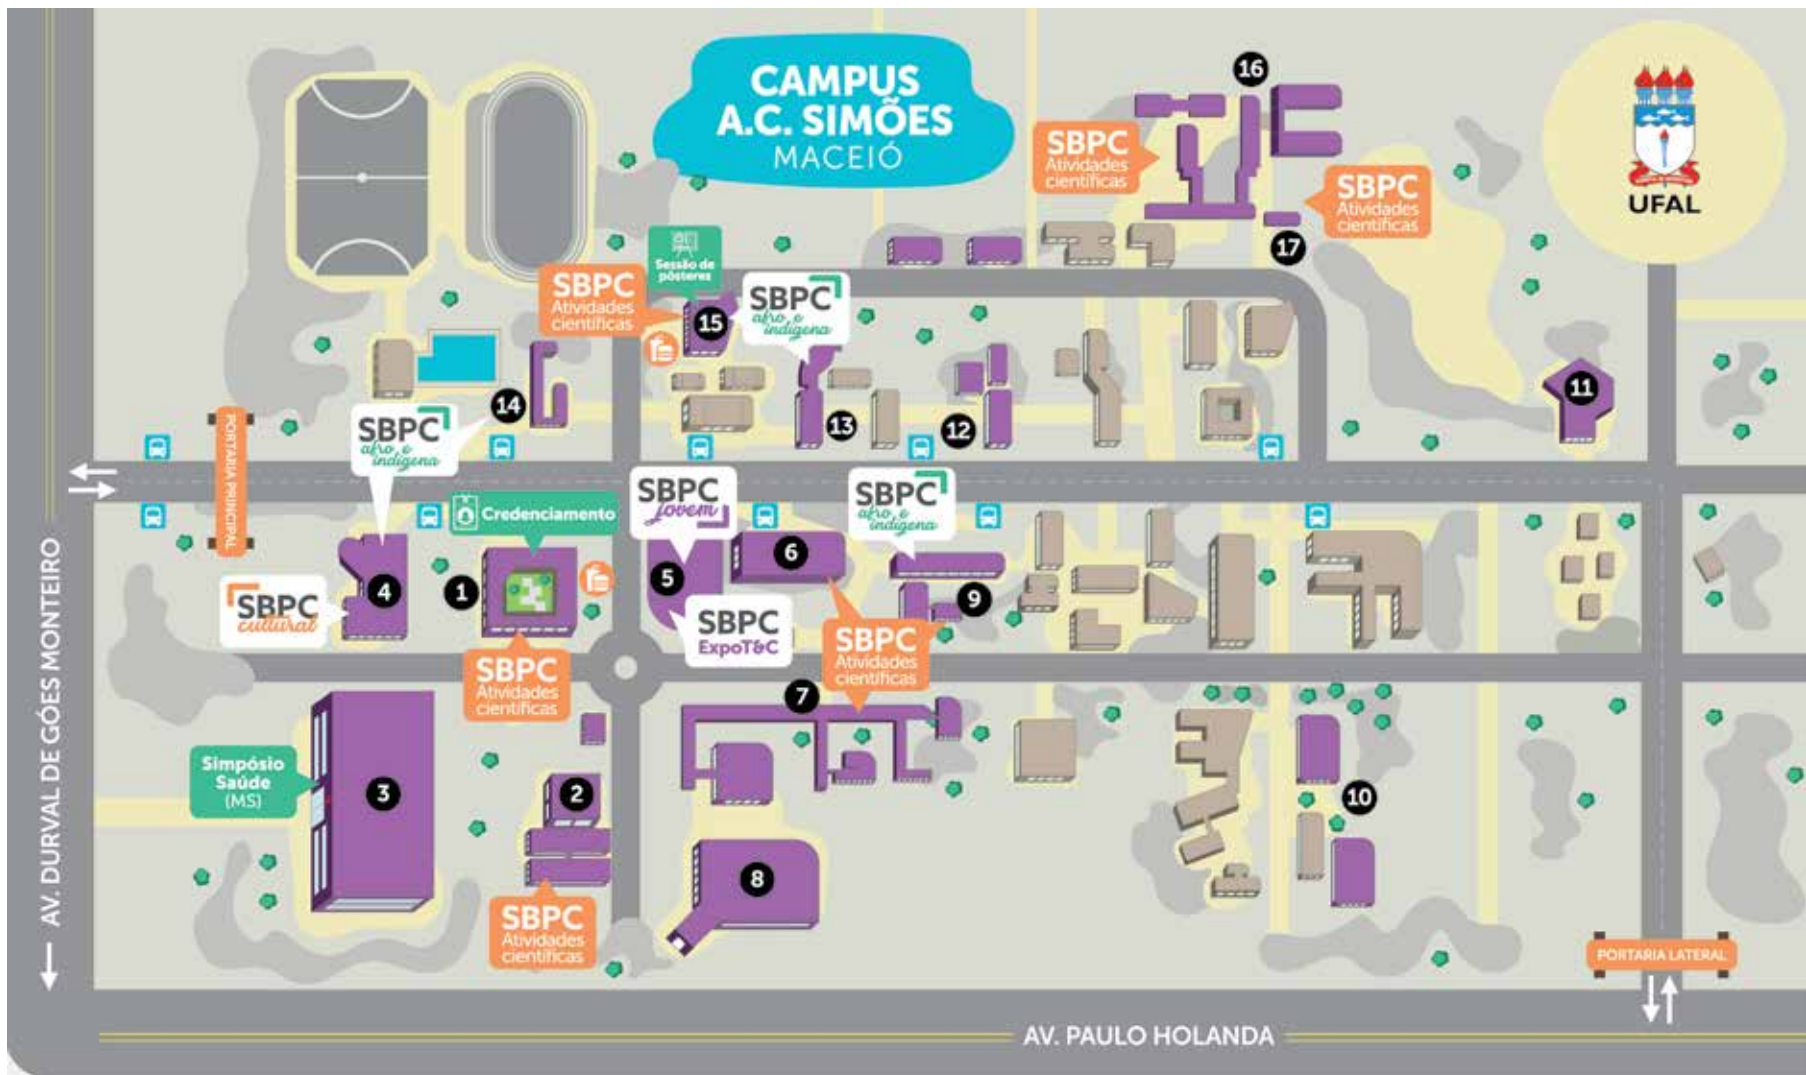 CAMPUS
A.C. SIMÕES
MACEIÓ
16
SBPC
Atividades
científicas
SBPC
Atividades
científicas
17
UFAL
Sessão de
pôsteres
SBPC
Atividades
científicas
15
SBPC
afro e
indígena
14
13
12
11
PORTARIA PRINCIPAL
SBPC
afro e
indígena
Credenciamento
SBPC
Jovem
SBPC
afro e
indígena
4
1
5
6
9
SBPC
cultural
SBPC
ExpoT&C
SBPC
Atividades
científicas
SBPC
Atividades
científicas
7
Simpósio
Saúde
(MS)
3
2
10
8
SBPC
Atividades
científicas
AV. DURVAL DE GÓES MONTEIRO
PORTARIA LATERAL
AV. PAULO HOLANDA